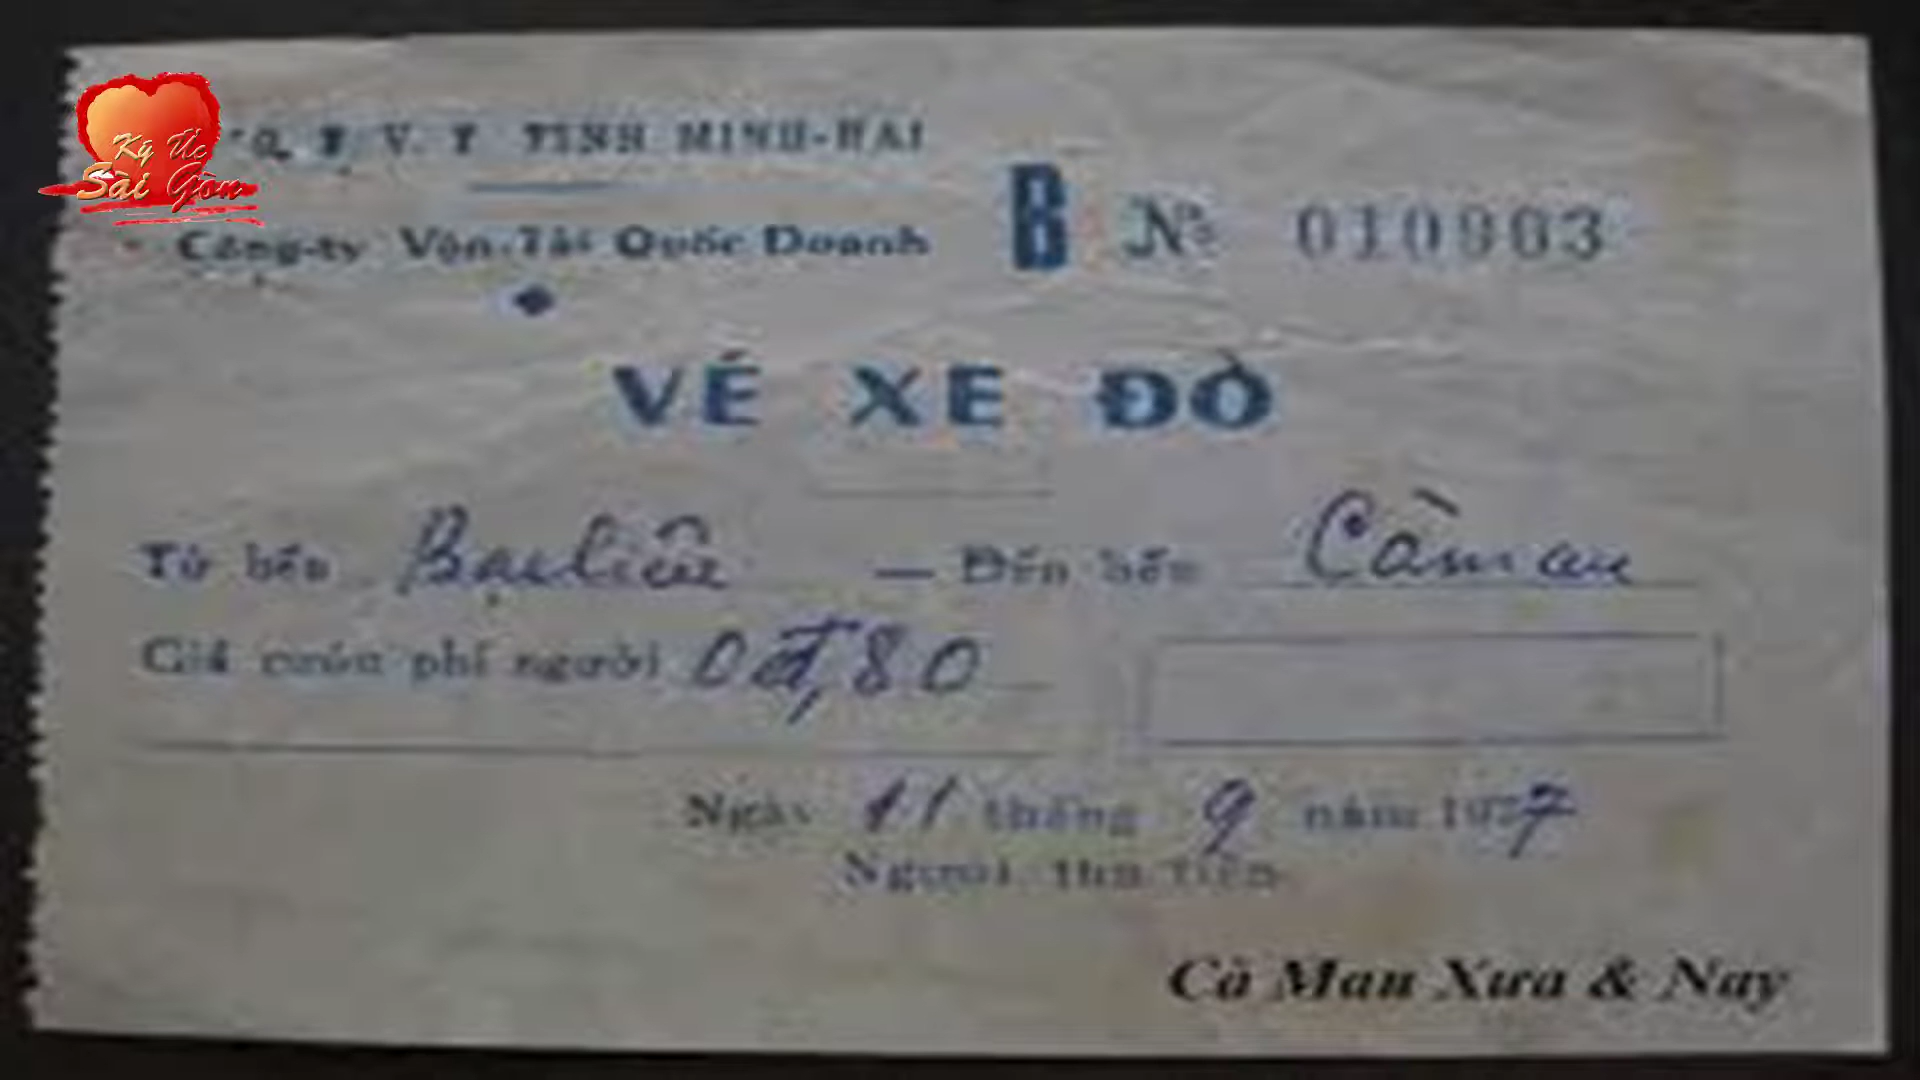 Ký Ức
Sài Gòn
V. T TỈNH MINH-HẢI
Công-ty Vận-Tải Quốc Doanh
B № 010903
VÉ XE ĐÒ
Từ bến Bạc liêu — Đến bến Cà mau
Giá cước phí người 0đ,80
Ngày 11 tháng 9 năm 1977
Người thu tiền
Cà Mau Xưa & Nay